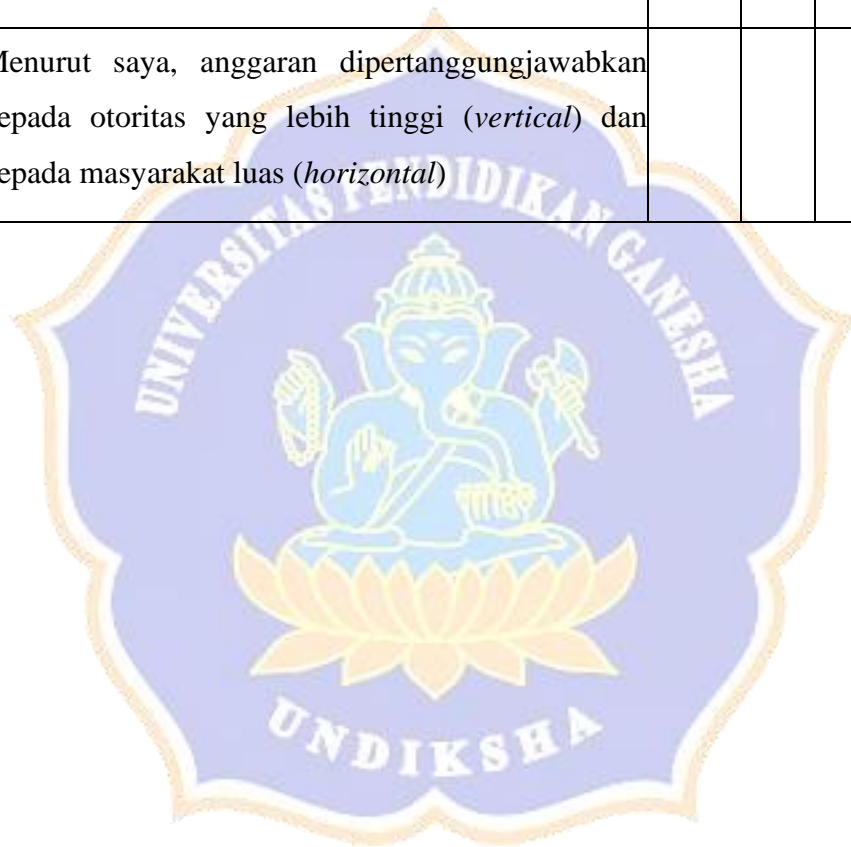 Menurut saya, anggaran dipertanggungjawabkan
kepada otoritas yang lebih tinggi (vertical) dan
kepada masyarakat luas (horizontal)
UNIVERSITAS PENDIDIKAN GANESHA
UNDIKSHA